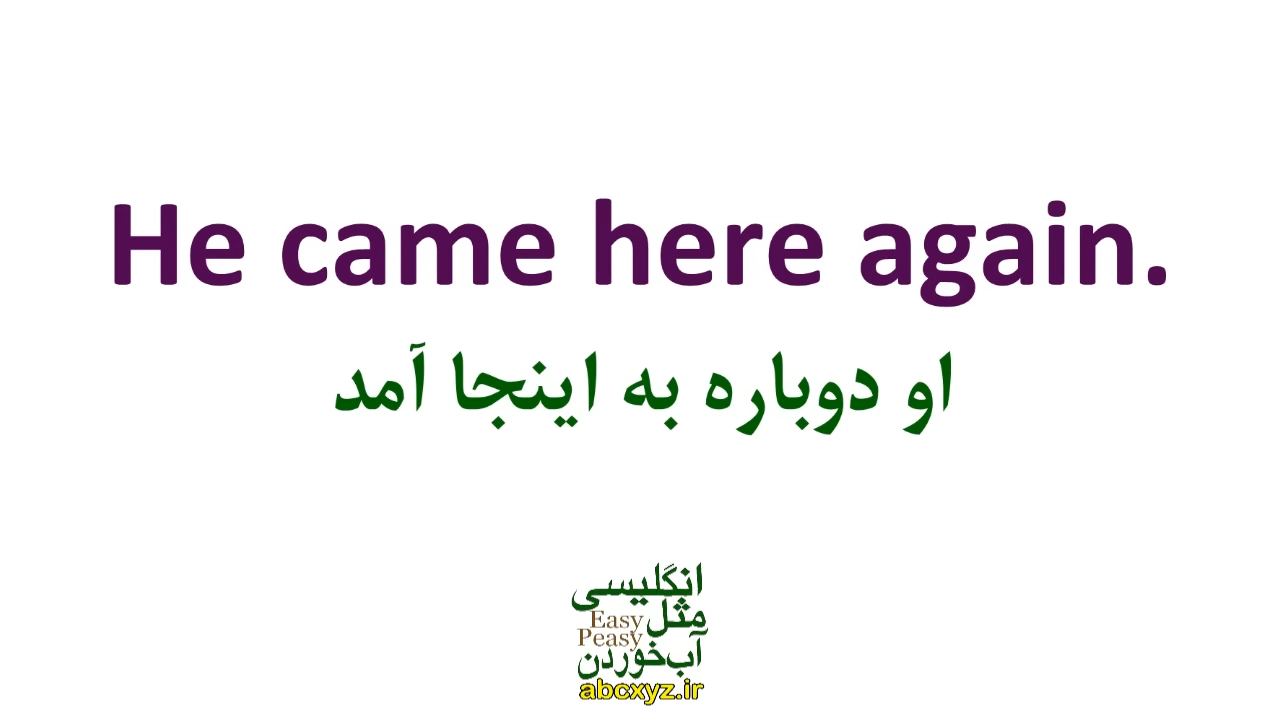 He came here again.
او دوباره به اینجا آمد
انگلیسی
مثل
Easy
Peasy
آب‌خوردن
abcxyz.ir